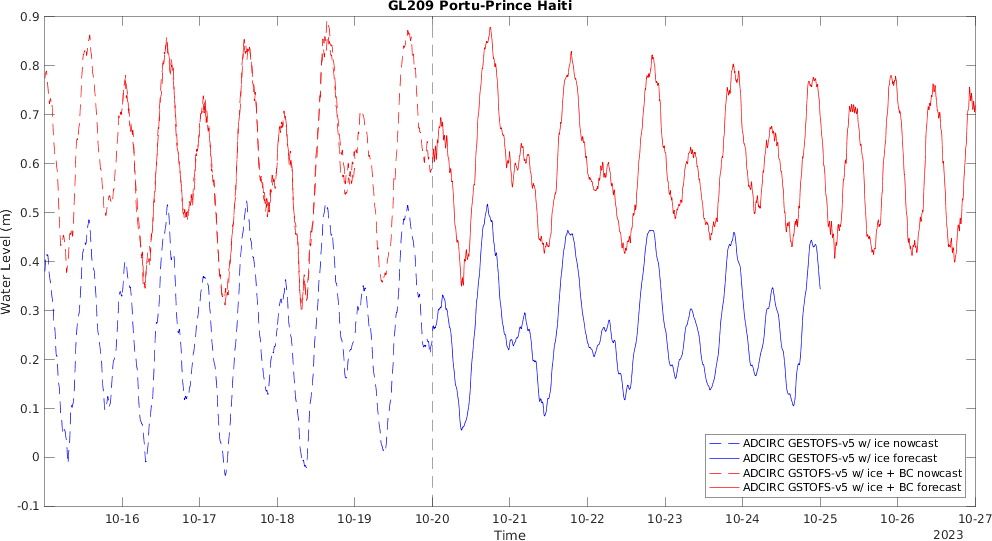 GL209 Portu-Prince Haiti
Water Level (m)
0.9
0.8
0.7
0.6
0.5
0.4
0.3
0.2
0.1
0
-0.1
10-16 10-17 10-18 10-19 10-20 10-21 10-22 10-23 10-24 10-25 10-26 10-27
Time
2023
ADCIRC GESTOFS-v5 w/ ice nowcast
ADCIRC GESTOFS-v5 w/ ice forecast
ADCIRC GSTOFS-v5 w/ ice + BC nowcast
ADCIRC GSTOFS-v5 w/ ice + BC forecast